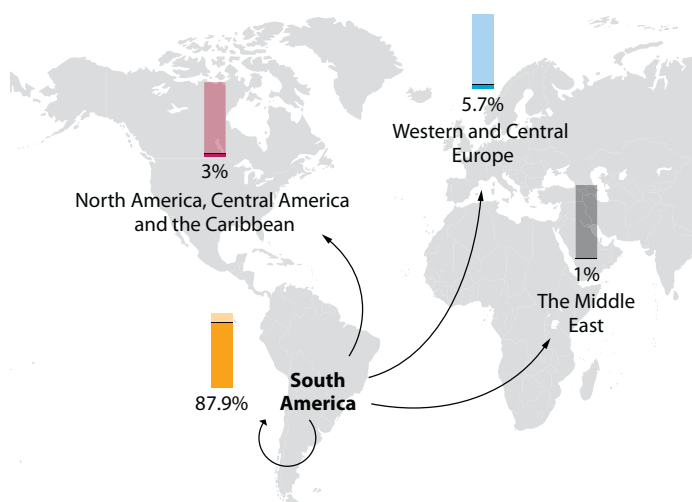 5.7%
Western and Central
Europe
3%
North America, Central America
and the Caribbean
1%
The Middle
East
South
America
87.9%